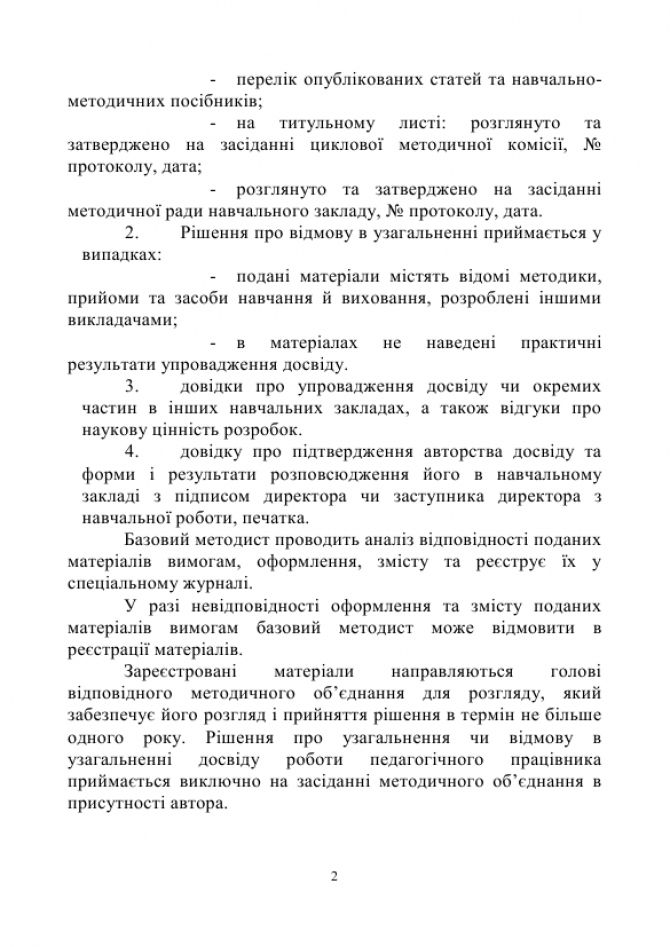 - перелік опублікованих статей та навчально-
методичних посібників;
- на титульному листі: розглянуто та
затверджено на засіданні циклової методичної комісії, №
протоколу, дата;
- розглянуто та затверджено на засіданні
методичної ради навчального закладу, № протоколу, дата.
2. Рішення про відмову в узагальненні приймається у
випадках:
- подані матеріали містять відомі методики,
прийоми та засоби навчання й виховання, розроблені іншими
викладачами;
- в матеріалах не наведені практичні
результати упровадження досвіду.
3. довідки про упровадження досвіду чи окремих
частин в інших навчальних закладах, а також відгуки про
наукову цінність розробок.
4. довідку про підтвердження авторства досвіду та
форми і результати розповсюдження його в навчальному
закладі з підписом директора чи заступника директора з
навчальної роботи, печатка.
Базовий методист проводить аналіз відповідності поданих
матеріалів вимогам, оформлення, змісту та реєструє їх у
спеціальному журналі.
У разі невідповідності оформлення та змісту поданих
матеріалів вимогам базовий методист може відмовити в
реєстрації матеріалів.
Зареєстровані матеріали направляються голові
відповідного методичного об’єднання для розгляду, який
забезпечує його розгляд і прийняття рішення в термін не більше
одного року. Рішення про узагальнення чи відмову в
узагальненні досвіду роботи педагогічного працівника
приймається виключно на засіданні методичного об’єднання в
присутності автора.
2